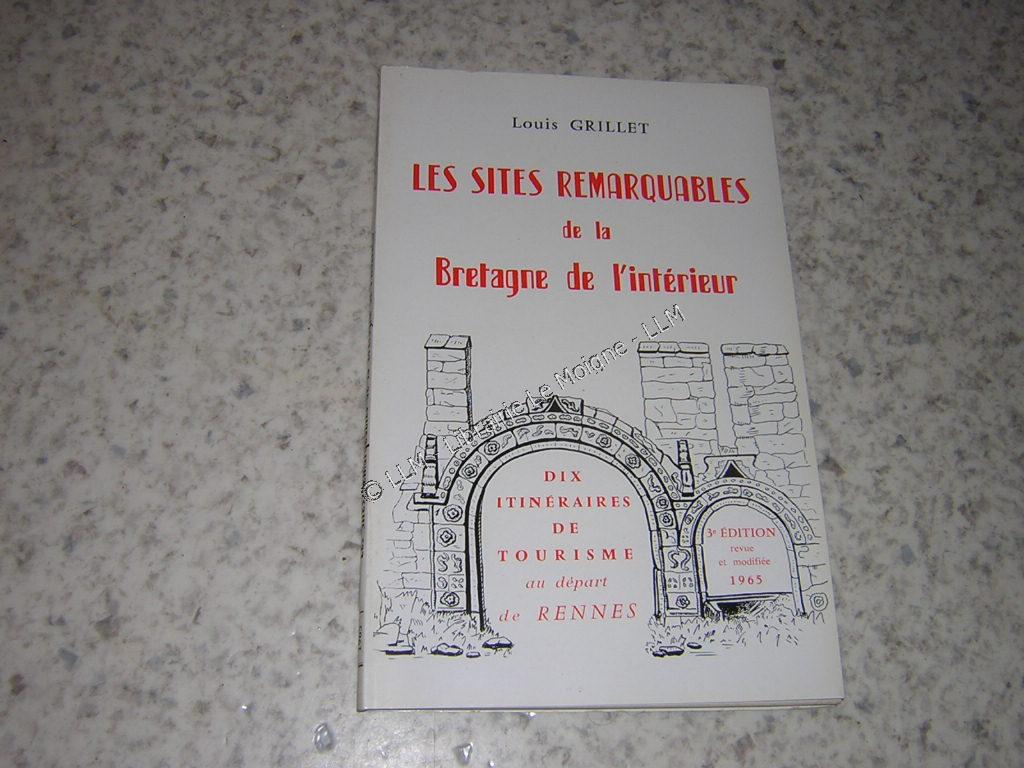 Louis GRILLET
LES SITES REMARQUABLES
de la
Bretagne de l'intérieur
DIX
ITINÉRAIRES
DE
TOURISME
au départ
de RENNES
3e ÉDITION
revue
et modifiée
1965
© LLM - Librairie Le Moigne - LLM